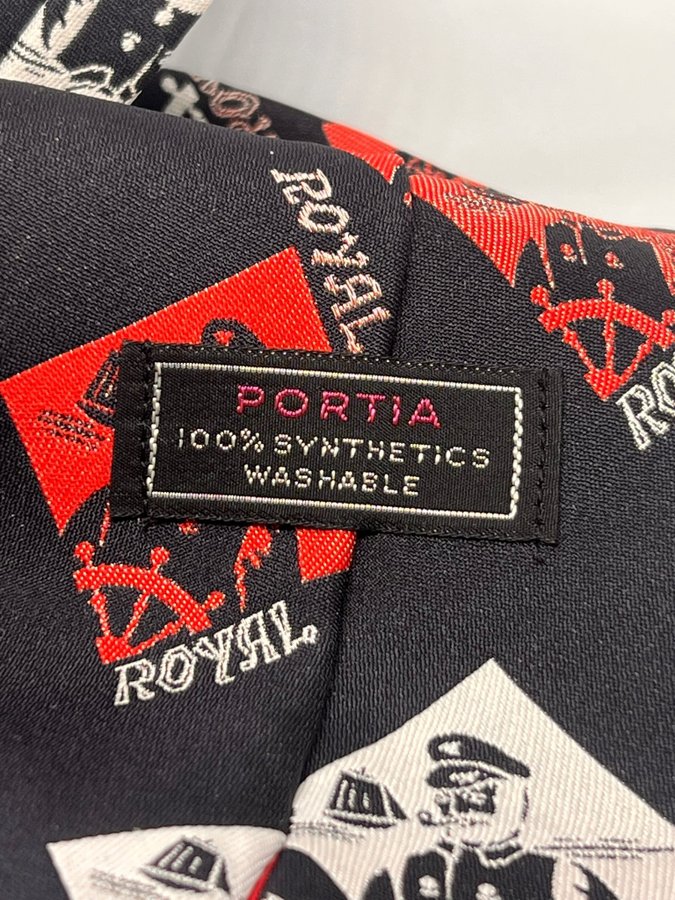 ROYAL
PORTIA
100% SYNTHETICS
WASHABLE
ROYAL
ROYAL